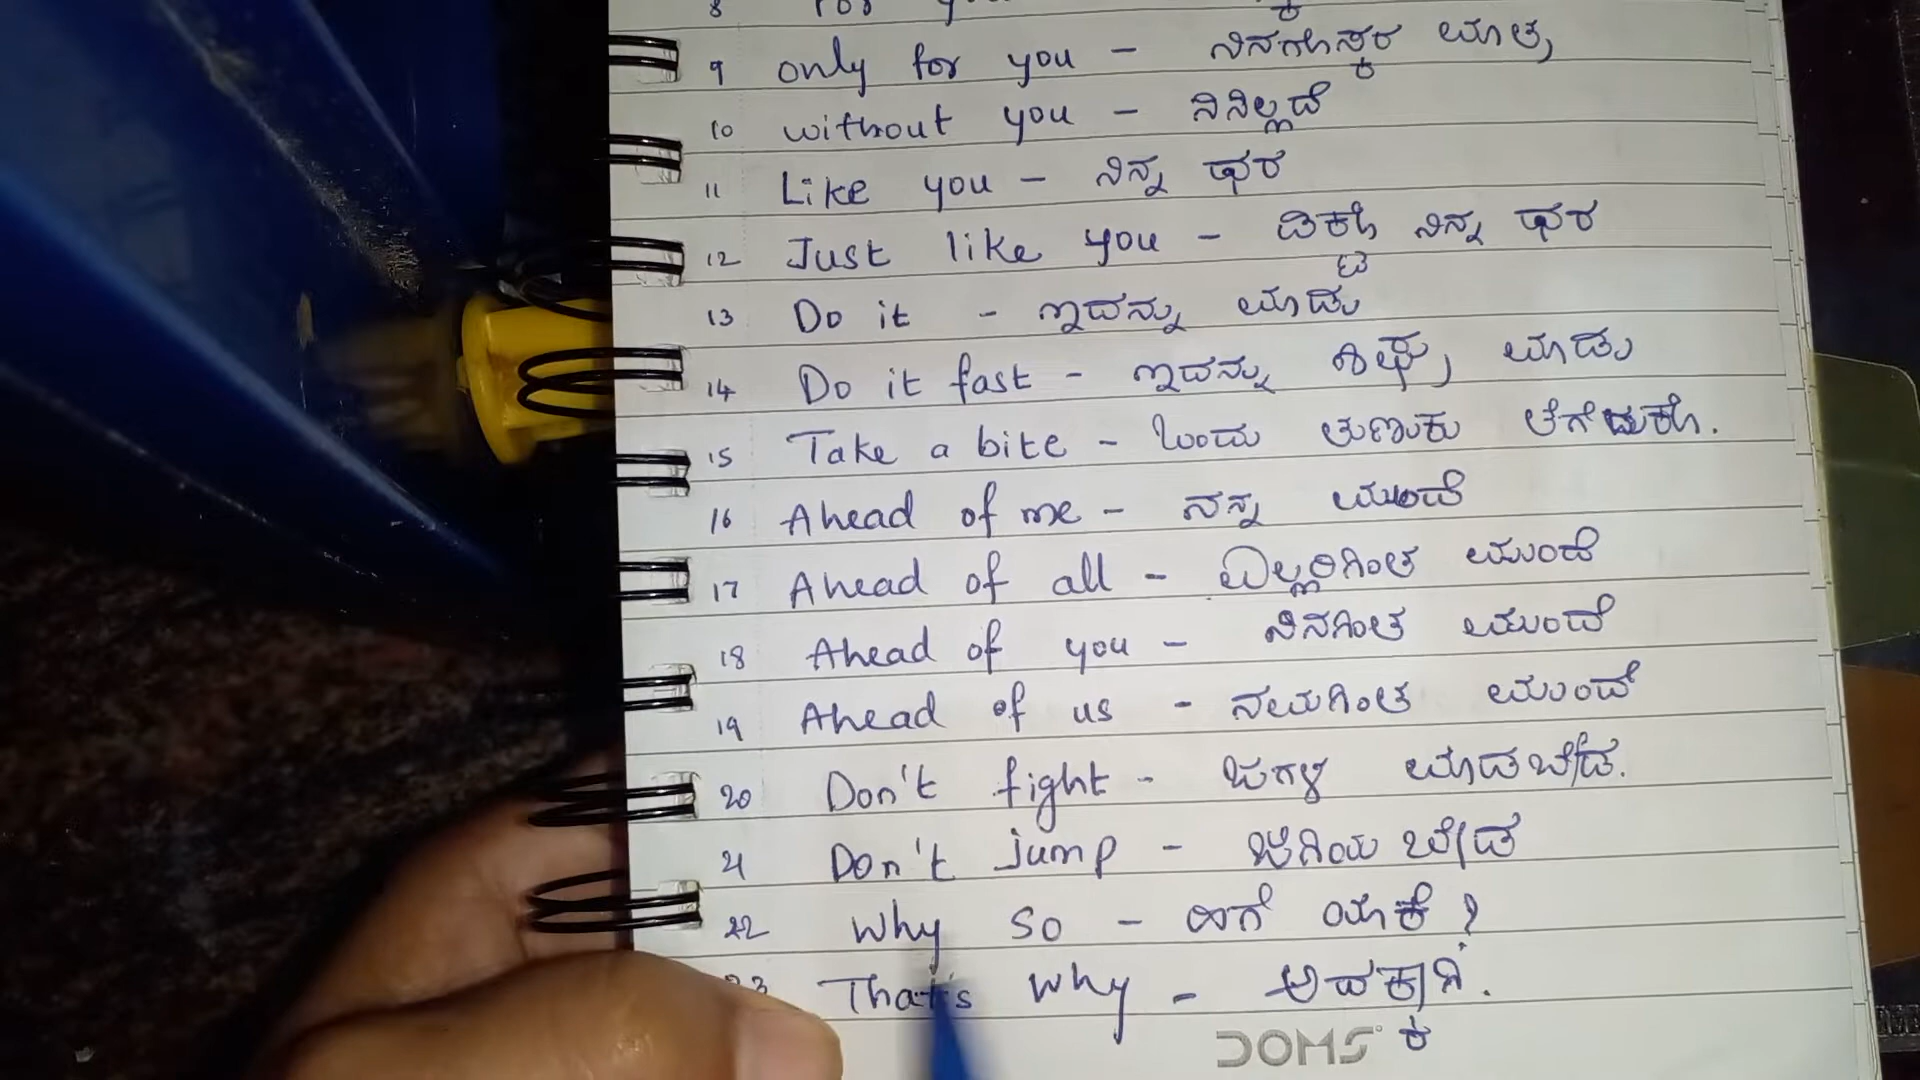 8 For
9 only for you - ನಿನಗೋಸ್ಕರ ಮಾತ್ರ
10 without you - ನಿನಿಲ್ಲದೆ
11 Like you - ನಿನ್ನ ಥರ
12 Just like you - ಥೇಟ್ ನಿನ್ನ ಥರ
13 Do it - ಇದನ್ನು ಮಾಡು
14 Do it fast - ಇದನ್ನು ಶಿಘ್ರ ಮಾಡು
15 Take a bite - ಒಂದು ತುಣುಕು ತೆಗೆದುಕೊ.
16 Ahead of me - ನನ್ನ ಮುಂದೆ
17 Ahead of all - ಎಲ್ಲರಿಗಿಂತ ಮುಂದೆ
18 Ahead of you - ನಿನಗಿಂತ ಮುಂದೆ
19 Ahead of us - ನಮಗಿಂತ ಮುಂದೆ
20 Don't fight - ಜಗಳ ಮಾಡಬೇಡ.
21 Don't jump - ಜಿಗಿಯಬೇಡ
22 Why so - ಹಾಗೆ ಯಾಕೆ?
23 That's why - ಅದಕ್ಕಾಗಿ.
DOMS